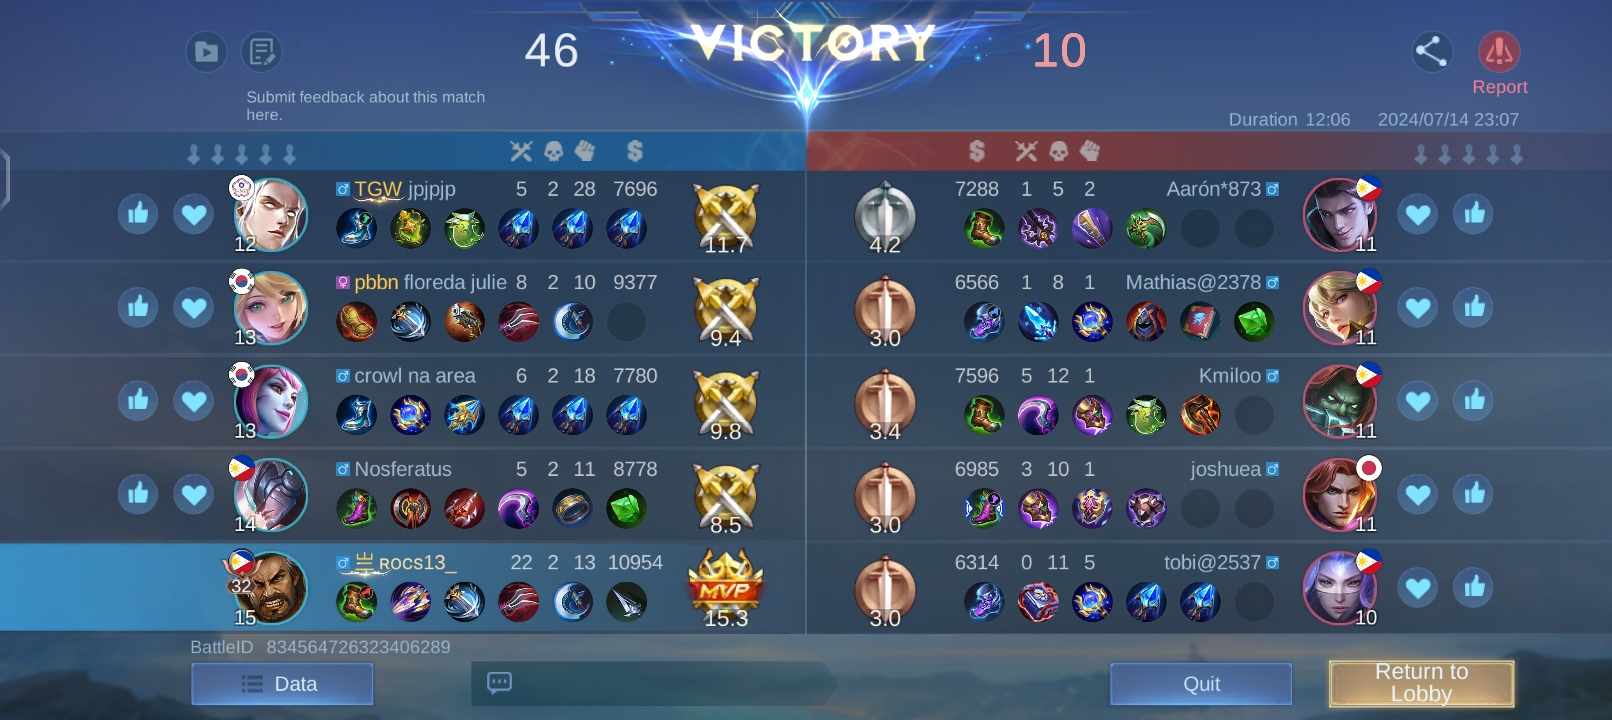 46 VICTORY 10
Report
Submit feedback about this match
here.
Duration 12:06 2024/07/14 23:07
TGW jpjpjp 5 2 28 7696
12 11.7
7288 1 5 2 Aarón*873
4.2 11
pbbn floreda julie 8 2 10 9377
13 9.4
6566 1 8 1 Mathias@2378
3.0 11
crowl na area 6 2 18 7780
13 9.8
7596 5 12 1 Kmiloo
3.4 11
Nosferatus 5 2 11 8778
14 8.5
6985 3 10 1 joshuea
3.0 11
ʀᴏᴄs13_ 22 2 13 10954
32
15 MVP 15.3
6314 0 11 5 tobi@2537
3.0 10
BattleID 834564726323406289
Data
Quit
Return to
Lobby